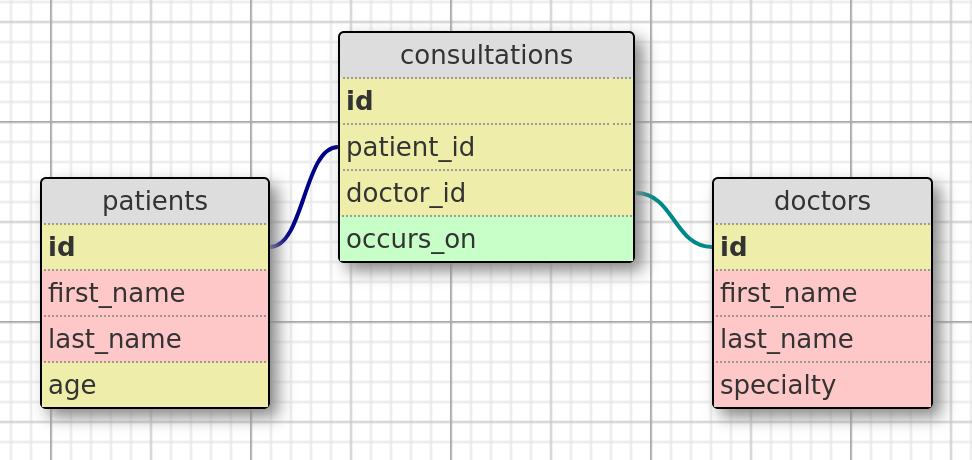 consultations
id
patient_id
doctor_id
occurs_on
patients
id
first_name
last_name
age
doctors
id
first_name
last_name
specialty